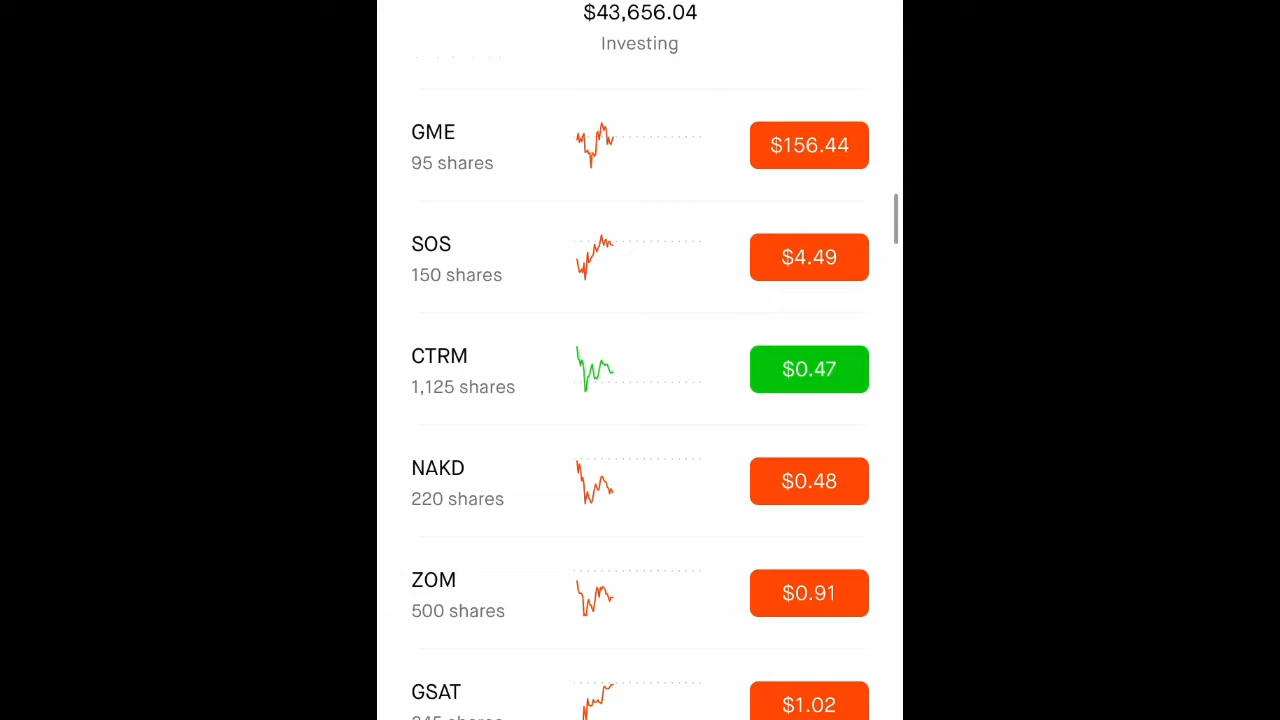 $43,656.04
Investing
GME
95 shares
$156.44
SOS
150 shares
$4.49
CTRM
1,125 shares
$0.47
NAKD
220 shares
$0.48
ZOM
500 shares
$0.91
GSAT
$1.02